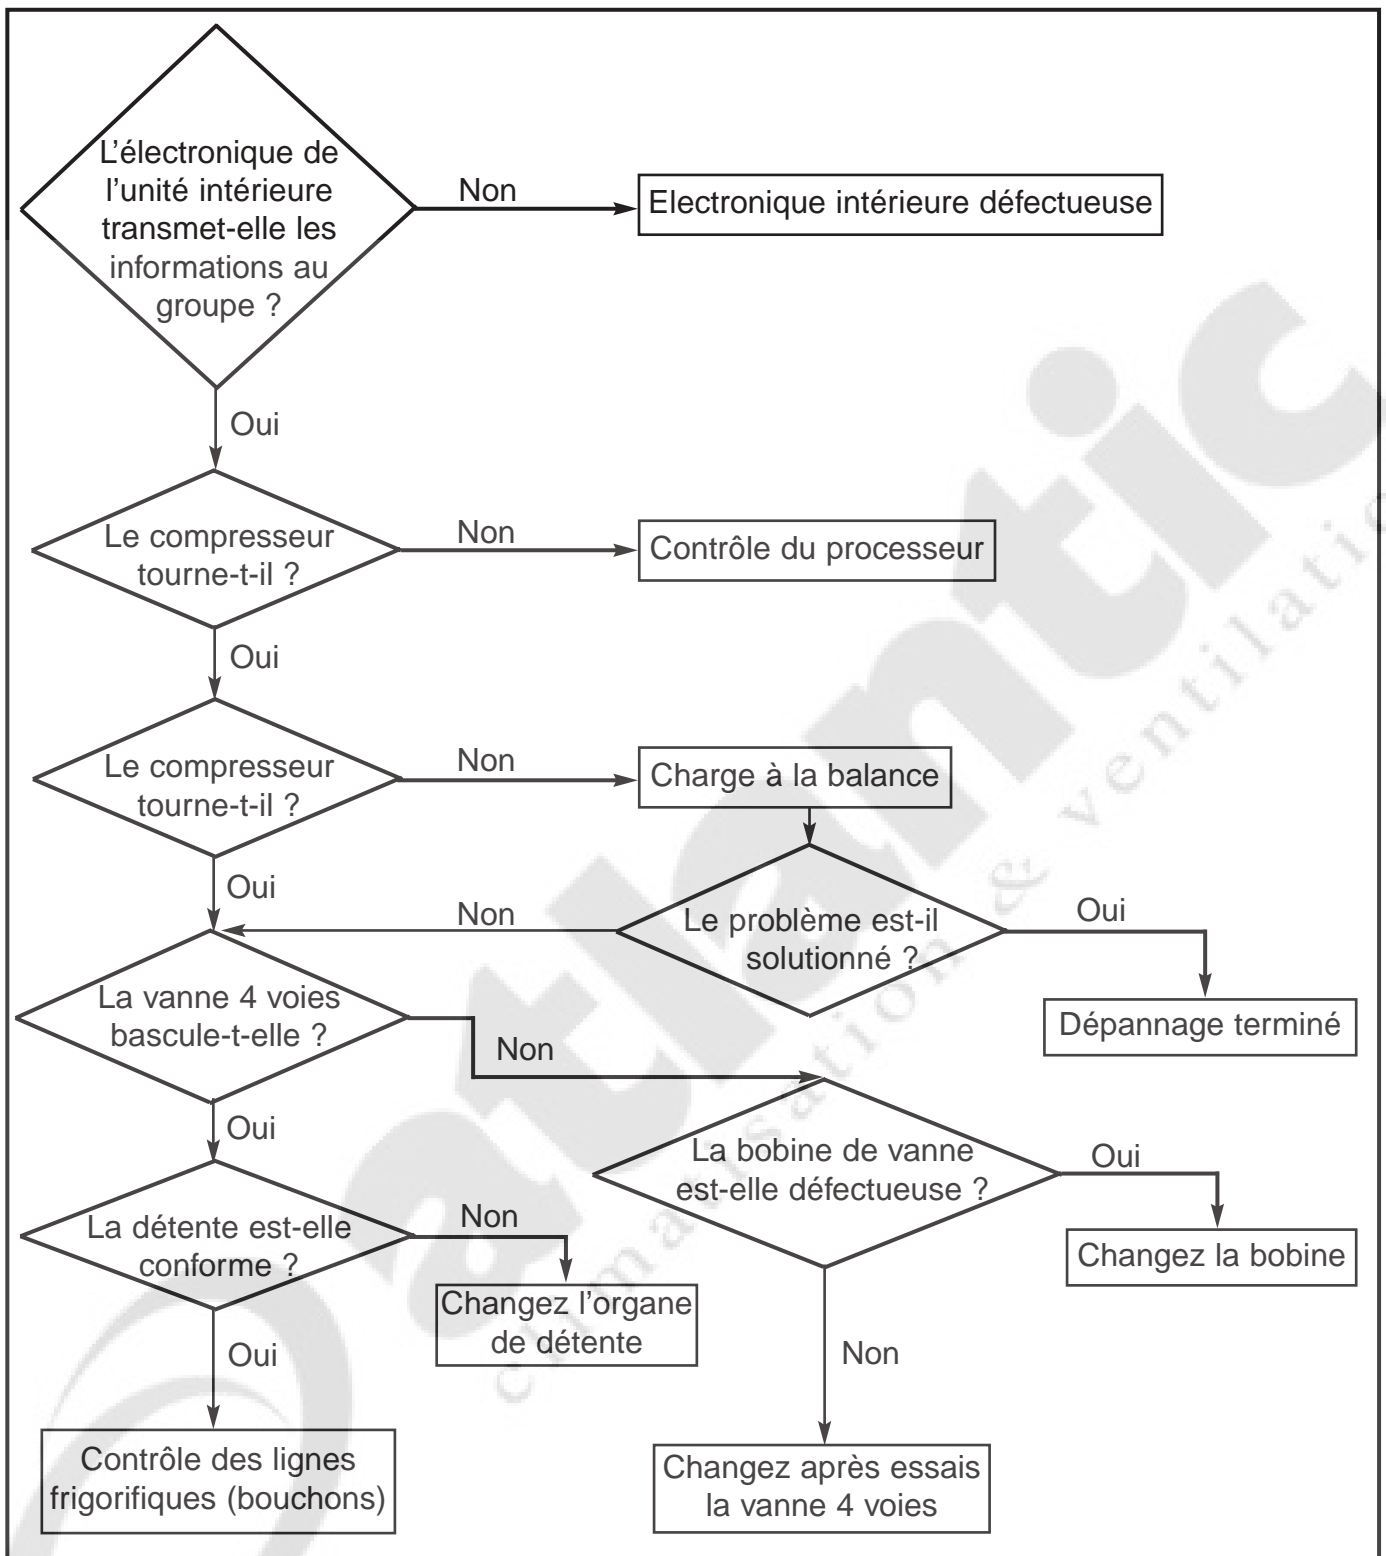 L'électronique de
l'unité intérieure
transmet-elle les
informations au
groupe ?
Non
Electronique intérieure défectueuse
Oui
Le compresseur
tourne-t-il ?
Non
Contrôle du processeur
Oui
Le compresseur
tourne-t-il ?
Non
Charge à la balance
Oui
Non
Le problème est-il
solutionné ?
Oui
Dépannage terminé
La vanne 4 voies
bascule-t-elle ?
Non
Oui
La bobine de vanne
est-elle défectueuse ?
Oui
Changez la bobine
La détente est-elle
conforme ?
Non
Changez l'organe
de détente
Oui
Non
Contrôle des lignes
frigorifiques (bouchons)
Changez après essais
la vanne 4 voies
atlantic
climatisation & ventilatio